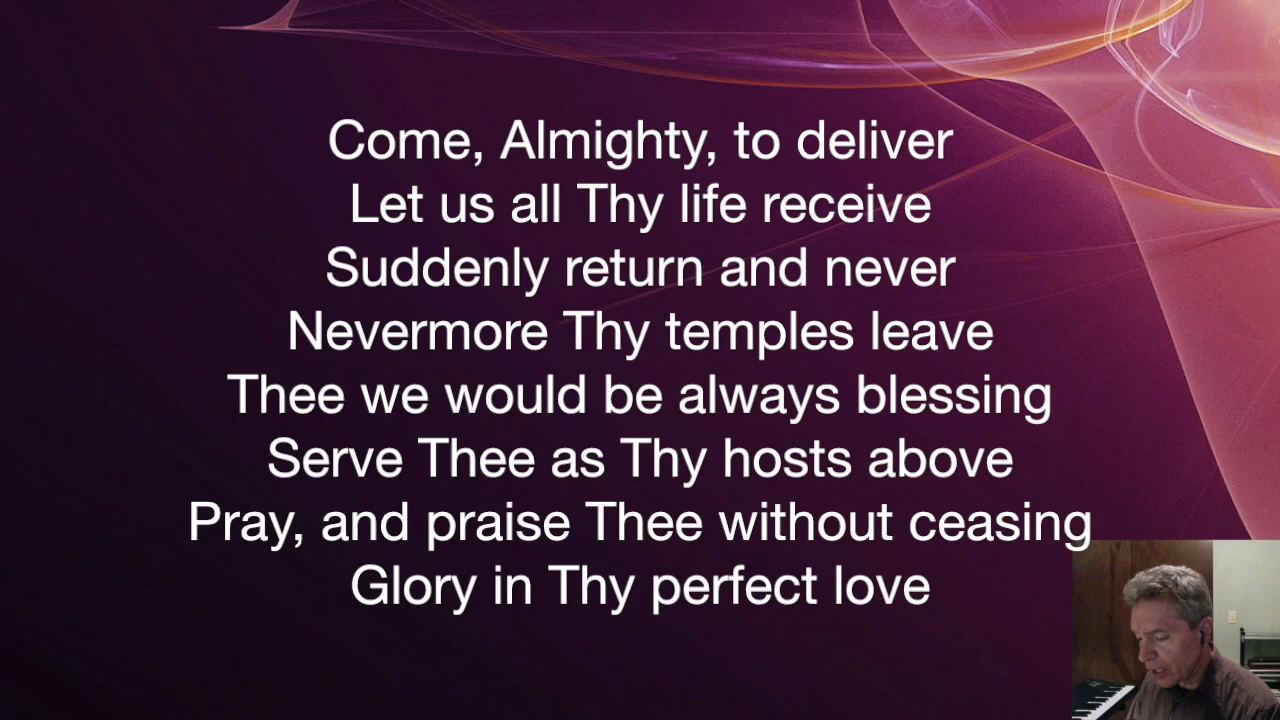 Come, Almighty, to deliver
Let us all Thy life receive
Suddenly return and never
Nevermore Thy temples leave
Thee we would be always blessing
Serve Thee as Thy hosts above
Pray, and praise Thee without ceasing
Glory in Thy perfect love